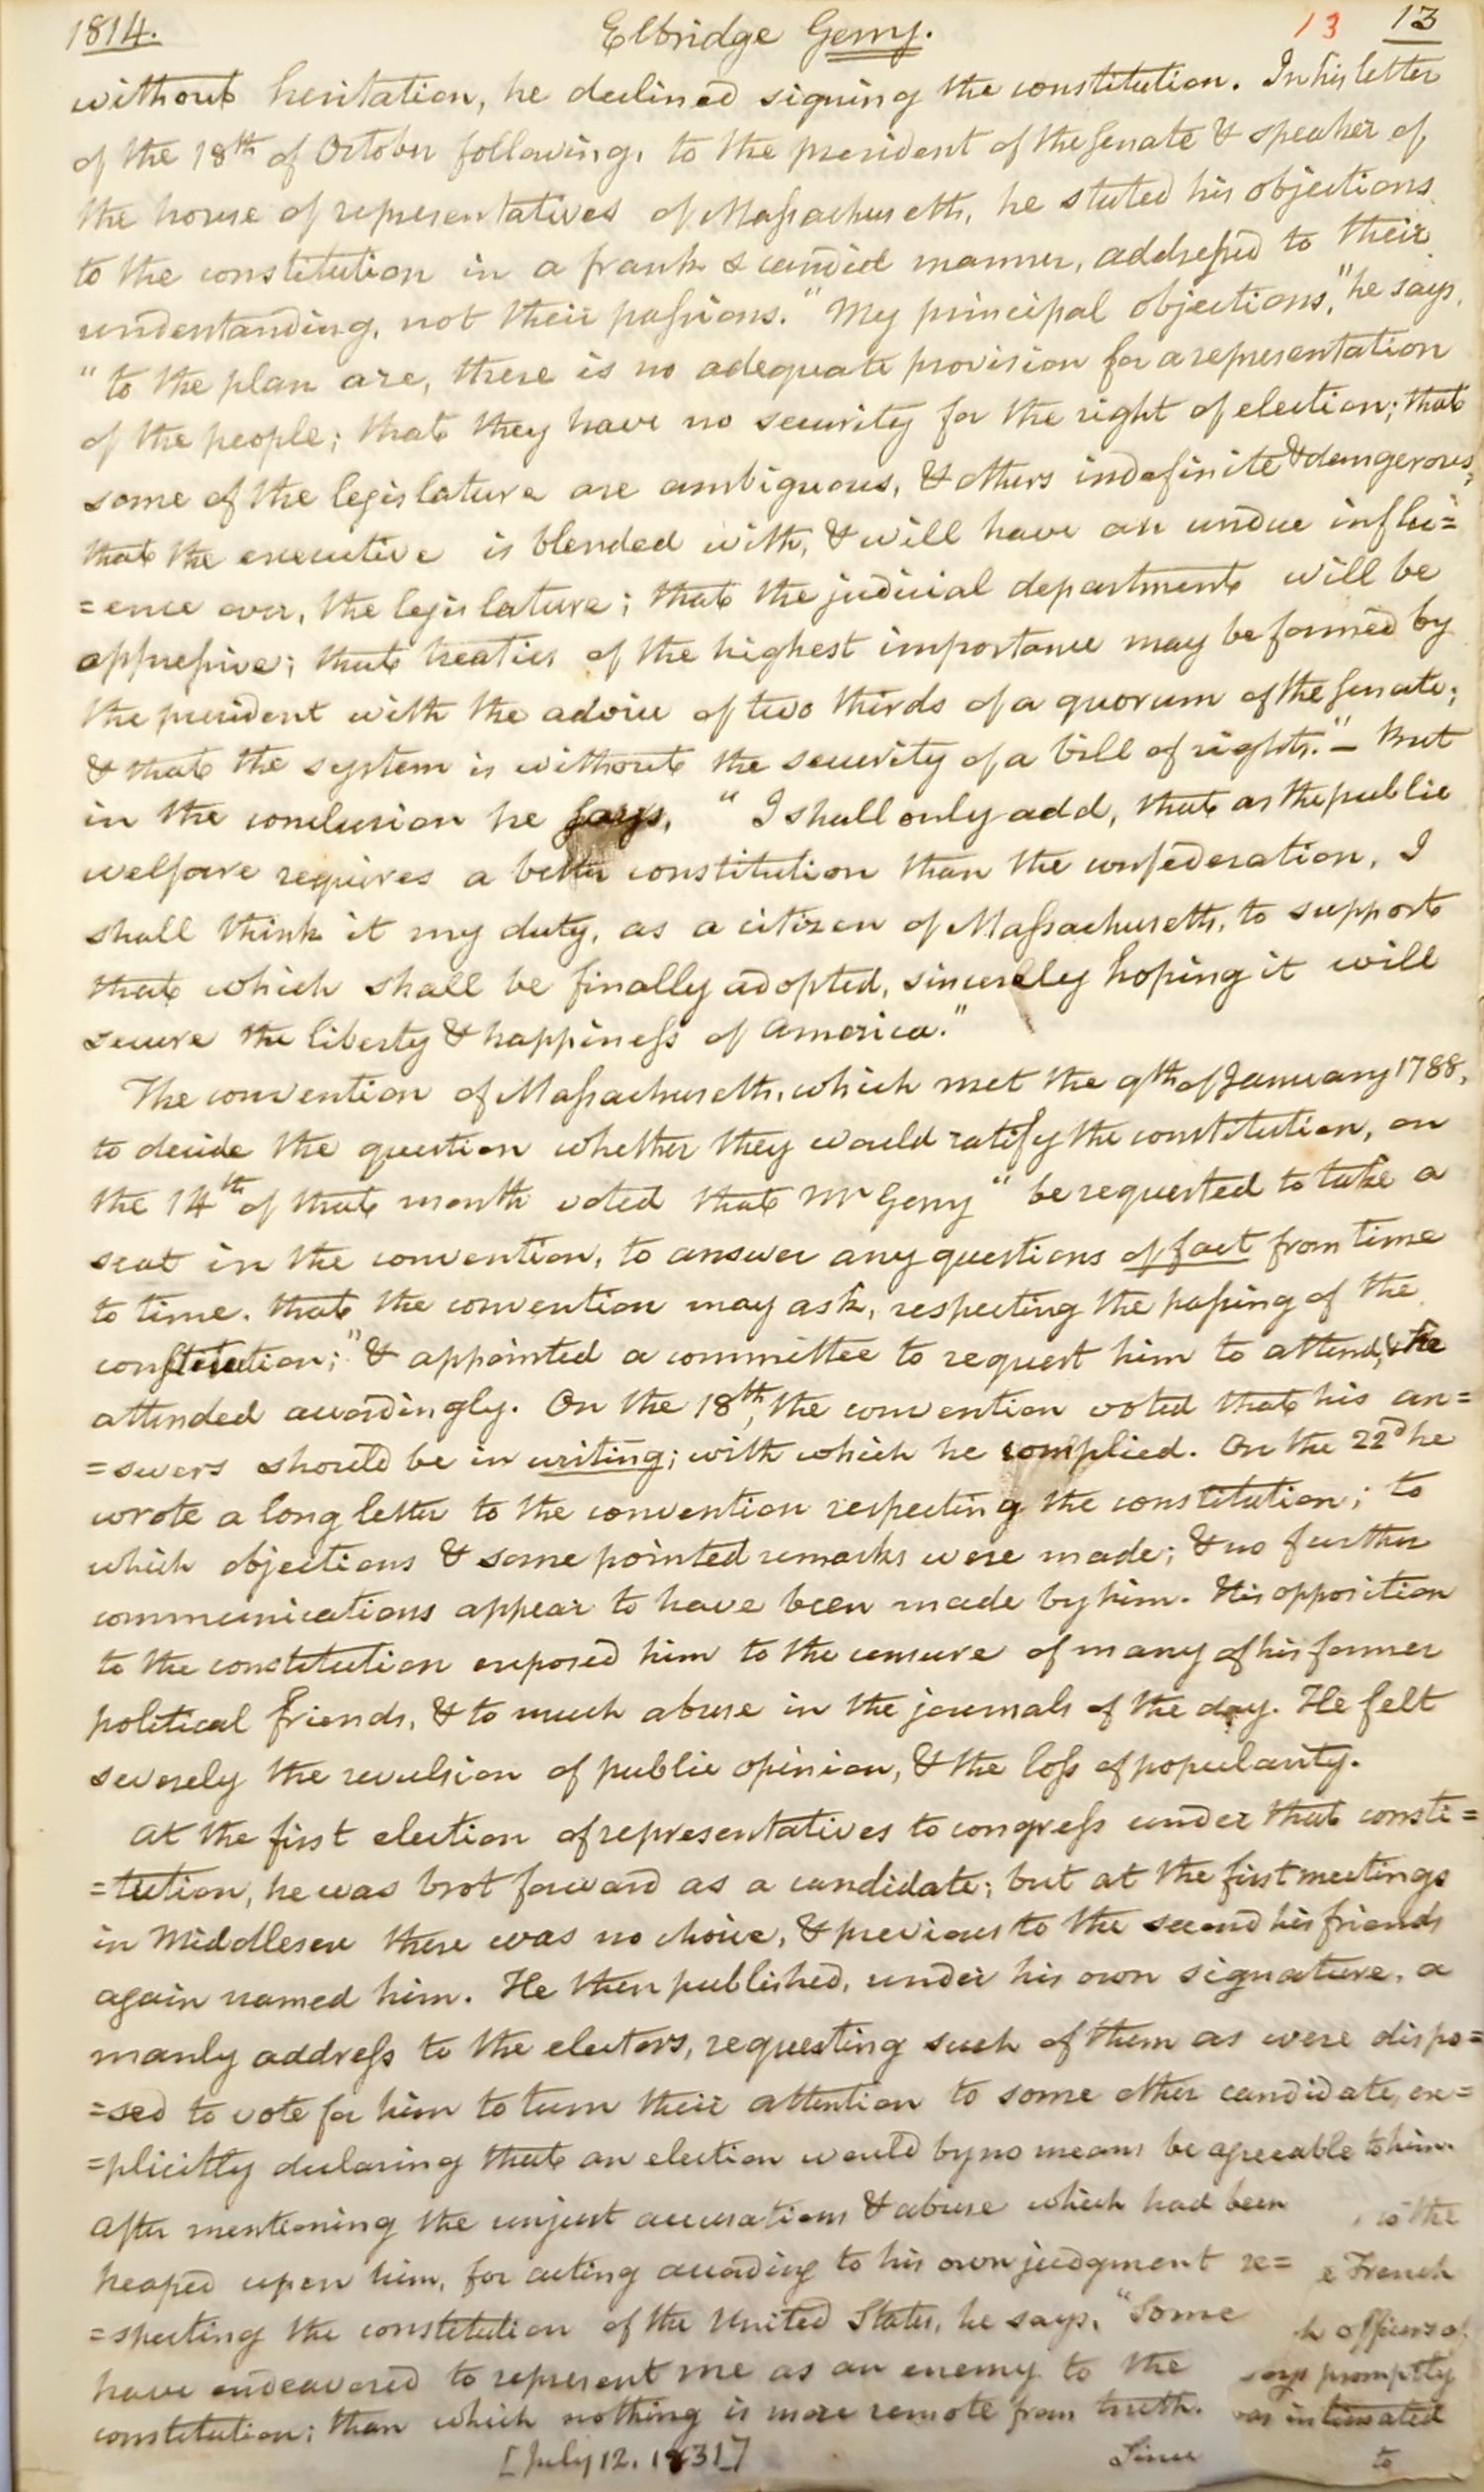 1814. Elbridge Gerry. 13 13
without hesitation, he declined signing the constitution. In his letter
of the 18th of October following, to the president of the senate & speaker of
the house of representatives of Massachusetts, he stated his objections
to the constitution in a frank & candid manner, addressed to their
understanding, not their passions. "My principal objections," he says,
"to the plan are, there is no adequate provision for a representation
of the people; that they have no security for the right of election; that
some of the legislature are ambiguous, & others indefinite & dangerous,
that the executive is blended with, & will have an undue influ=
=ence over, the legislature; that the judicial department will be
oppressive; that treaties of the highest importance may be formed by
the president with the advice of two thirds of a quorum of the senate;
& that the system is without the security of a bill of rights." – But
in the conclusion he says, "I shall only add, that as the public
welfare requires a better constitution than the confederation, I
shall think it my duty, as a citizen of Massachusetts, to support
that which shall be finally adopted, sincerely hoping it will
secure the liberty & happiness of America."
The convention of Massachusetts, which met the 9th of January 1788,
to decide the question whether they would ratify the constitution, on
the 14th of that month voted that Mr Gerry "be requested to take a
seat in the convention, to answer any questions of fact from time
to time, that the convention may ask, respecting the passing of the
constitution;" & appointed a committee to request him to attend, & he
attended accordingly. On the 18th, the convention voted that his an=
=swers should be in writing; with which he complied. On the 22d he
wrote a long letter to the convention respecting the constitution; to
which objections & some pointed remarks were made; & no further
communications appear to have been made by him. His opposition
to the constitution exposed him to the censure of many of his former
political friends, & to much abuse in the journals of the day. He felt
severely the revulsion of public opinion, & the loss of popularity.
At the first election of representatives to congress under that consti=
=tution, he was brot forward as a candidate; but at the first meetings
in Middlesex there was no choice, & previous to the second his friends
again named him. He then published, under his own signature, a
manly address to the electors, requesting such of them as were dispo=
=sed to vote for him to turn their attention to some other candidate, ex=
=plicitly declaring that an election would by no means be agreeable to him.
After mentioning the unjust accusations & abuse which had been to the
heaped upon him, for acting according to his own judgment re= e French
=specting the constitution of the United States, he says, "Some h officers of
have endeavored to represent me as an enemy to the says promptly
constitution; than which nothing is more remote from truth. was intimated
[July 12. 1831] Since to